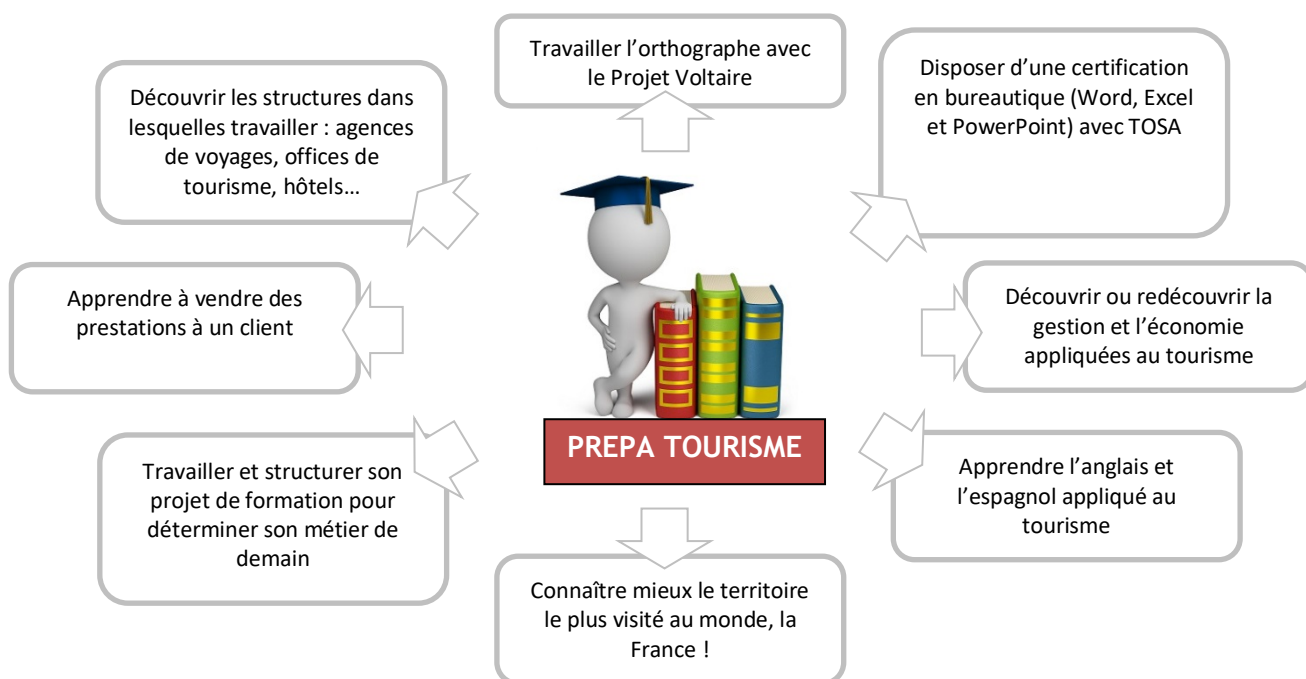 Travailler l’orthographe avec
le Projet Voltaire
Disposer d’une certification
en bureautique (Word, Excel
et PowerPoint) avec TOSA
Découvrir les structures dans
lesquelles travailler : agences
de voyages, offices de
tourisme, hôtels…
Apprendre à vendre des
prestations à un client
Découvrir ou redécouvrir la
gestion et l’économie
appliquées au tourisme
PREPA TOURISME
Travailler et structurer son
projet de formation pour
déterminer son métier de
demain
Apprendre l’anglais et
l’espagnol appliqué au
tourisme
Connaître mieux le territoire
le plus visité au monde, la
France !